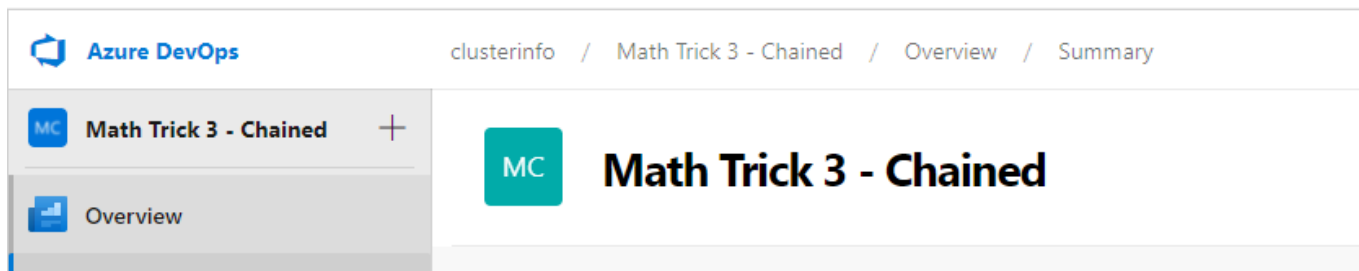 Azure DevOps
clusterinfo / Math Trick 3 - Chained / Overview / Summary
MC Math Trick 3 - Chained +
MC Math Trick 3 - Chained
Overview